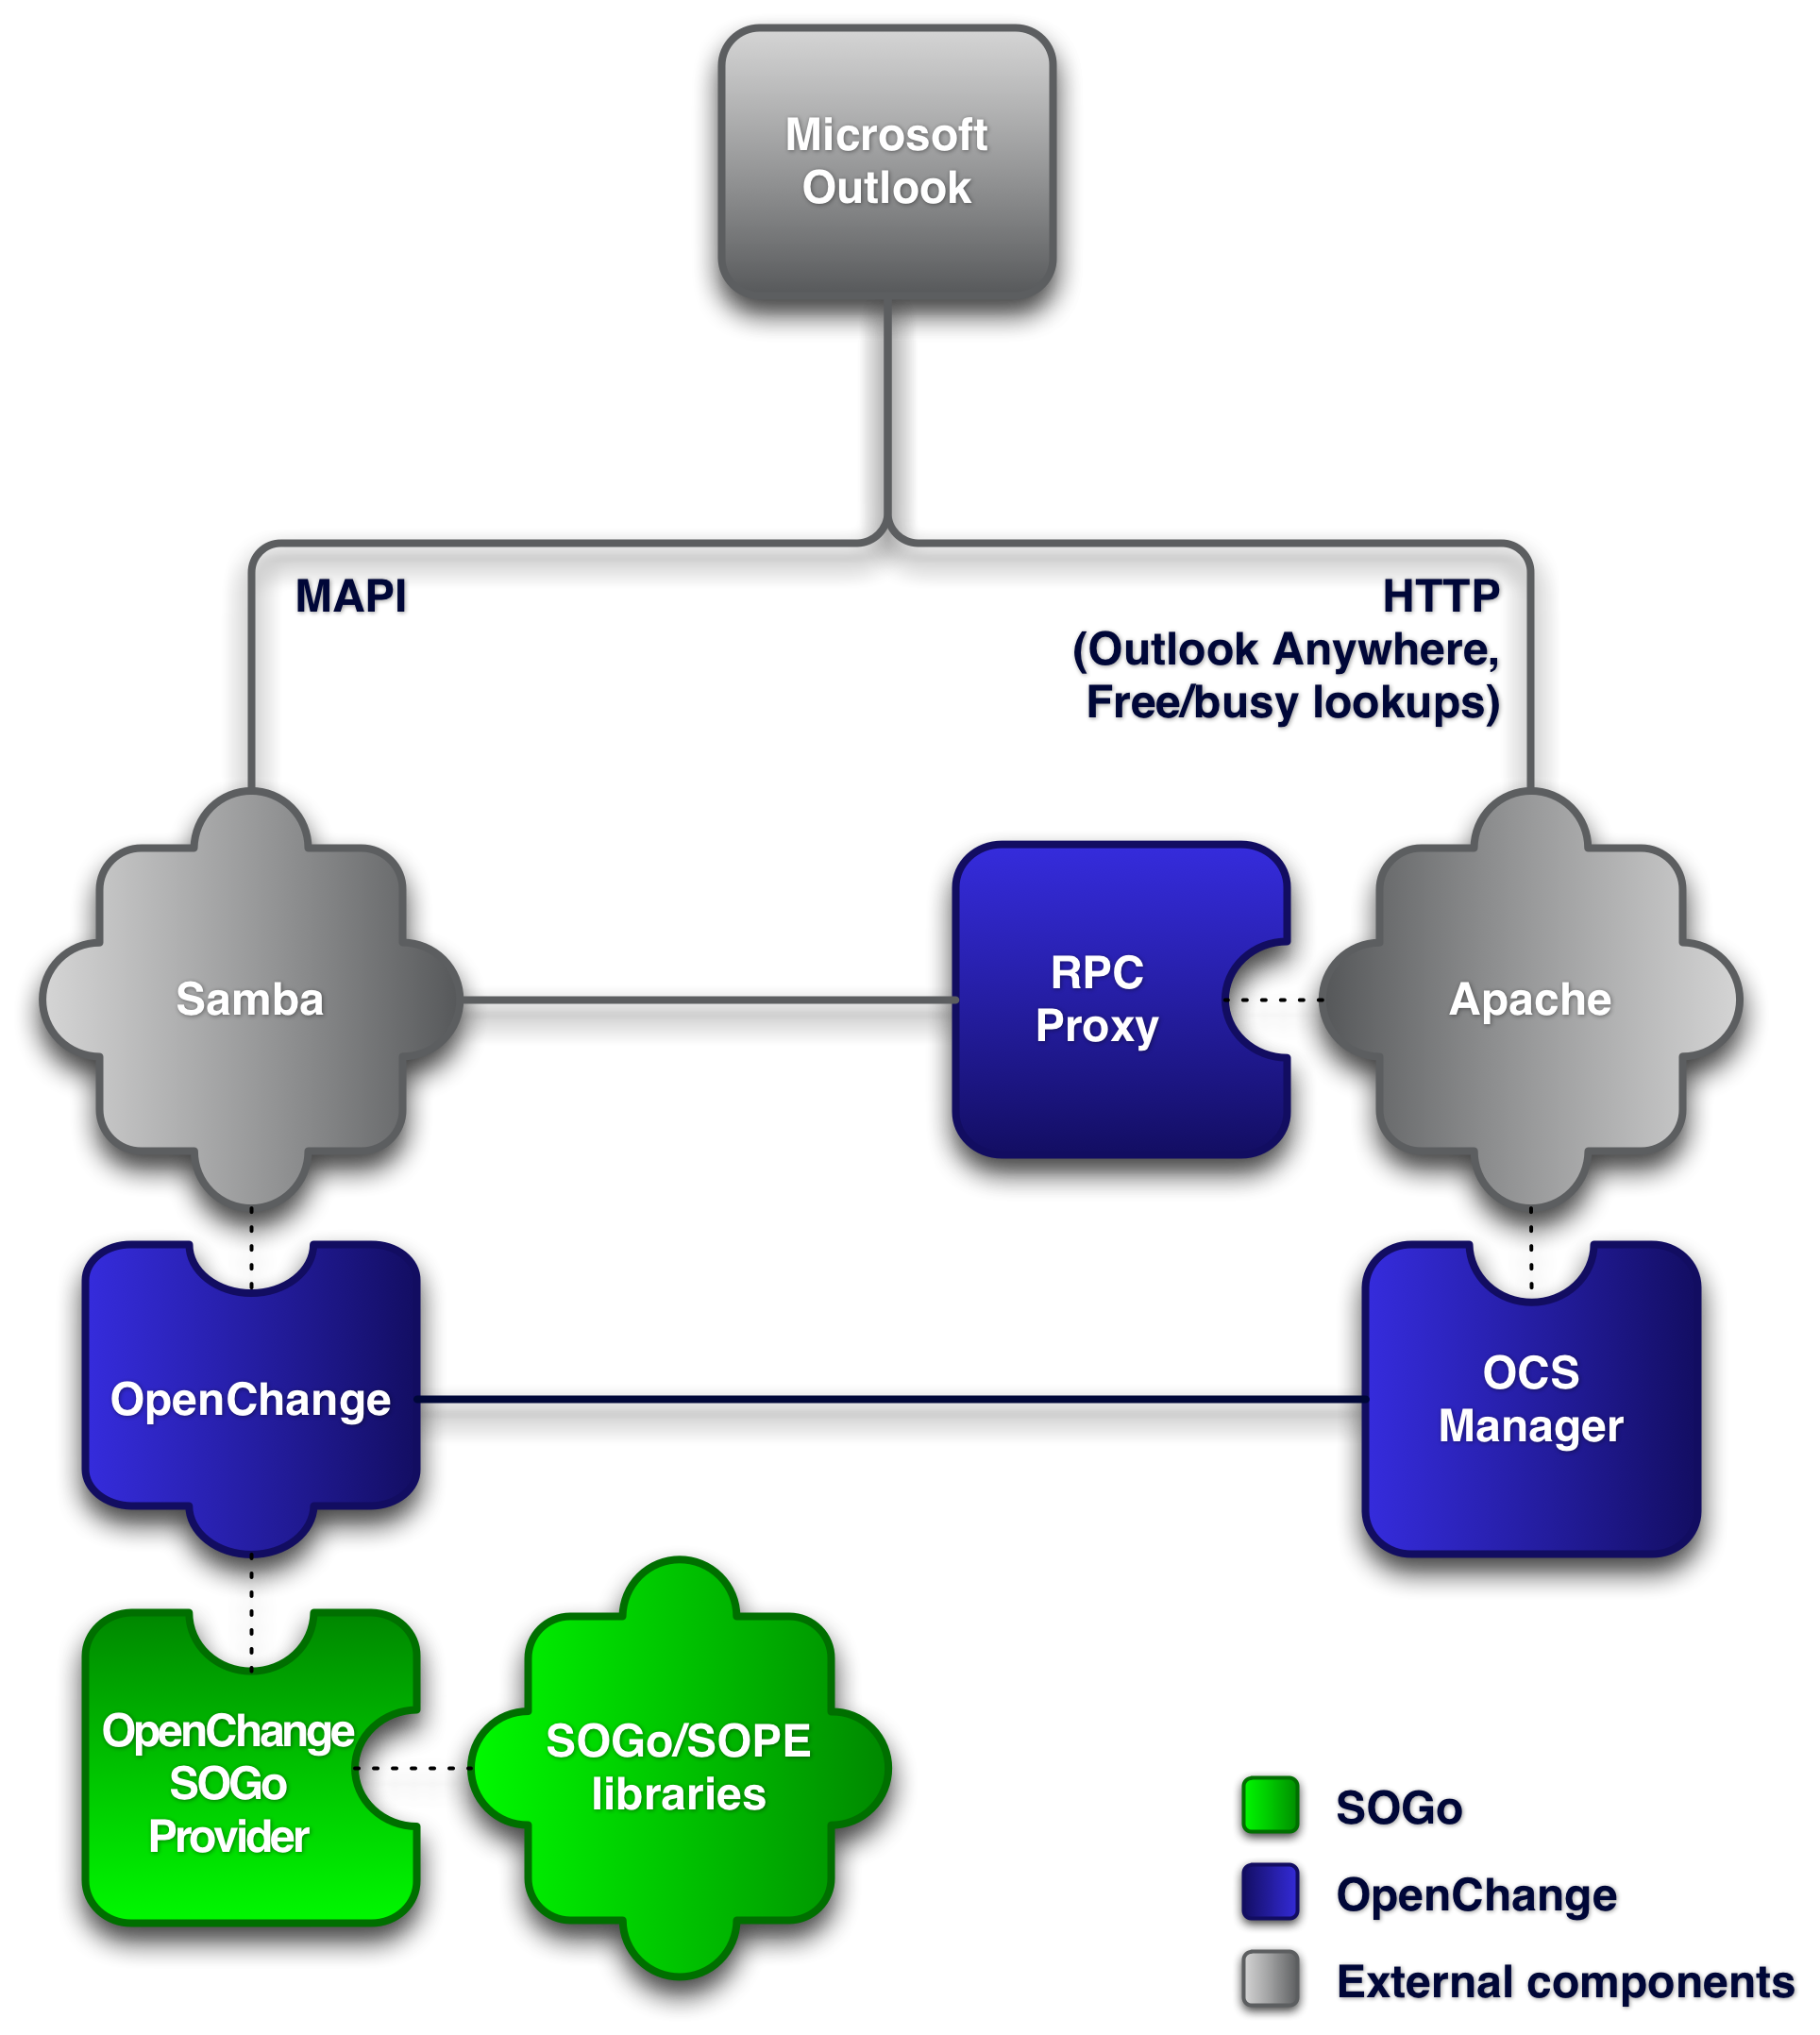 Microsoft
Outlook
MAPI
HTTP
(Outlook Anywhere,
Free/busy lookups)
Samba
RPC
Proxy
Apache
OpenChange
OCS
Manager
OpenChange
SOGo
Provider
SOGo/SOPE
libraries
SOGo
OpenChange
External components